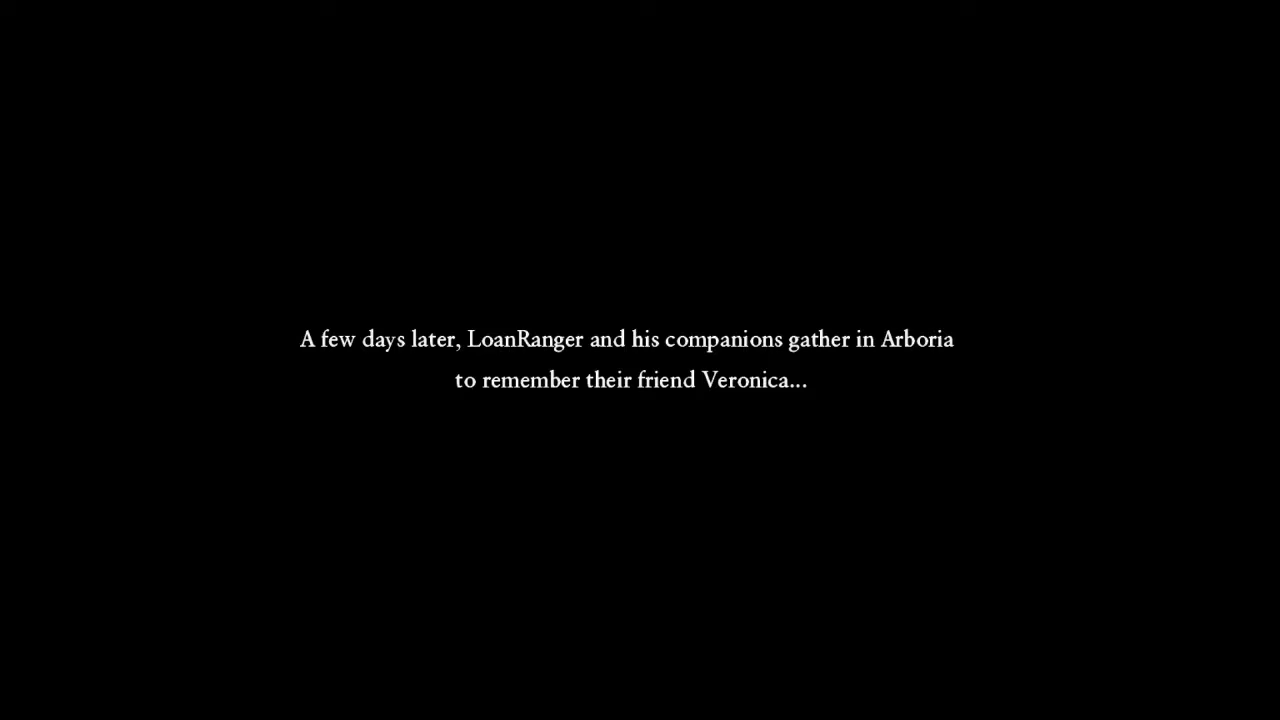 A few days later, LoanRanger and his companions gather in Arboria
to remember their friend Veronica...